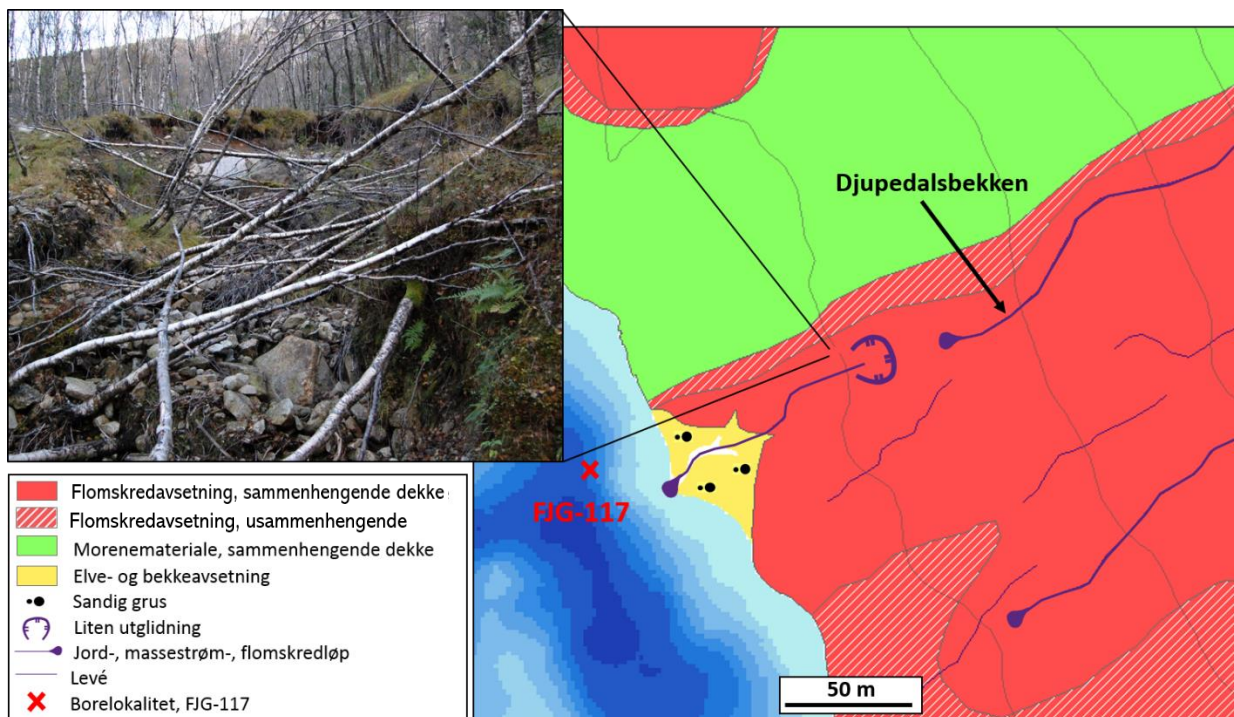 Djupedalsbekken
FJG-117
50 m
Flomskredavsetning, sammenhengende dekke
Flomskredavsetning, usammenhengende
Morenemateriale, sammenhengende dekke
Elve- og bekkeavsetning
Sandig grus
Liten utglidning
Jord-, massestrøm-, flomskredløp
Levé
Borelokalitet, FJG-117